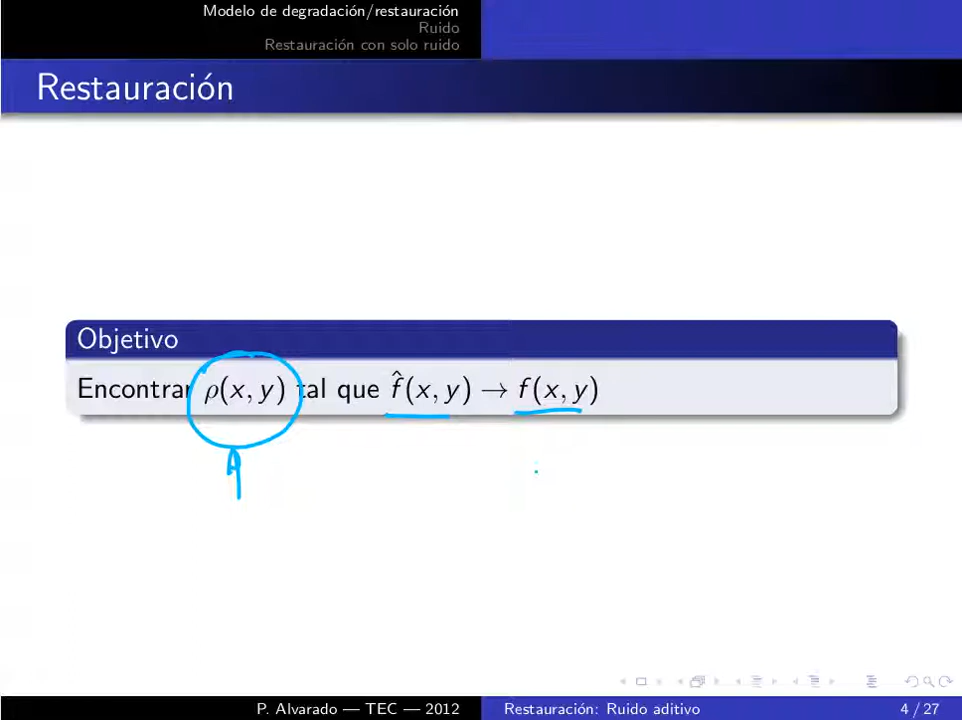 Modelo de degradación/restauración
Ruido
Restauración con solo ruido
Restauración
Objetivo
Encontrar ρ(x, y) tal que f̂(x, y) → f(x, y)
P. Alvarado — TEC — 2012
Restauración: Ruido aditivo
4 / 27